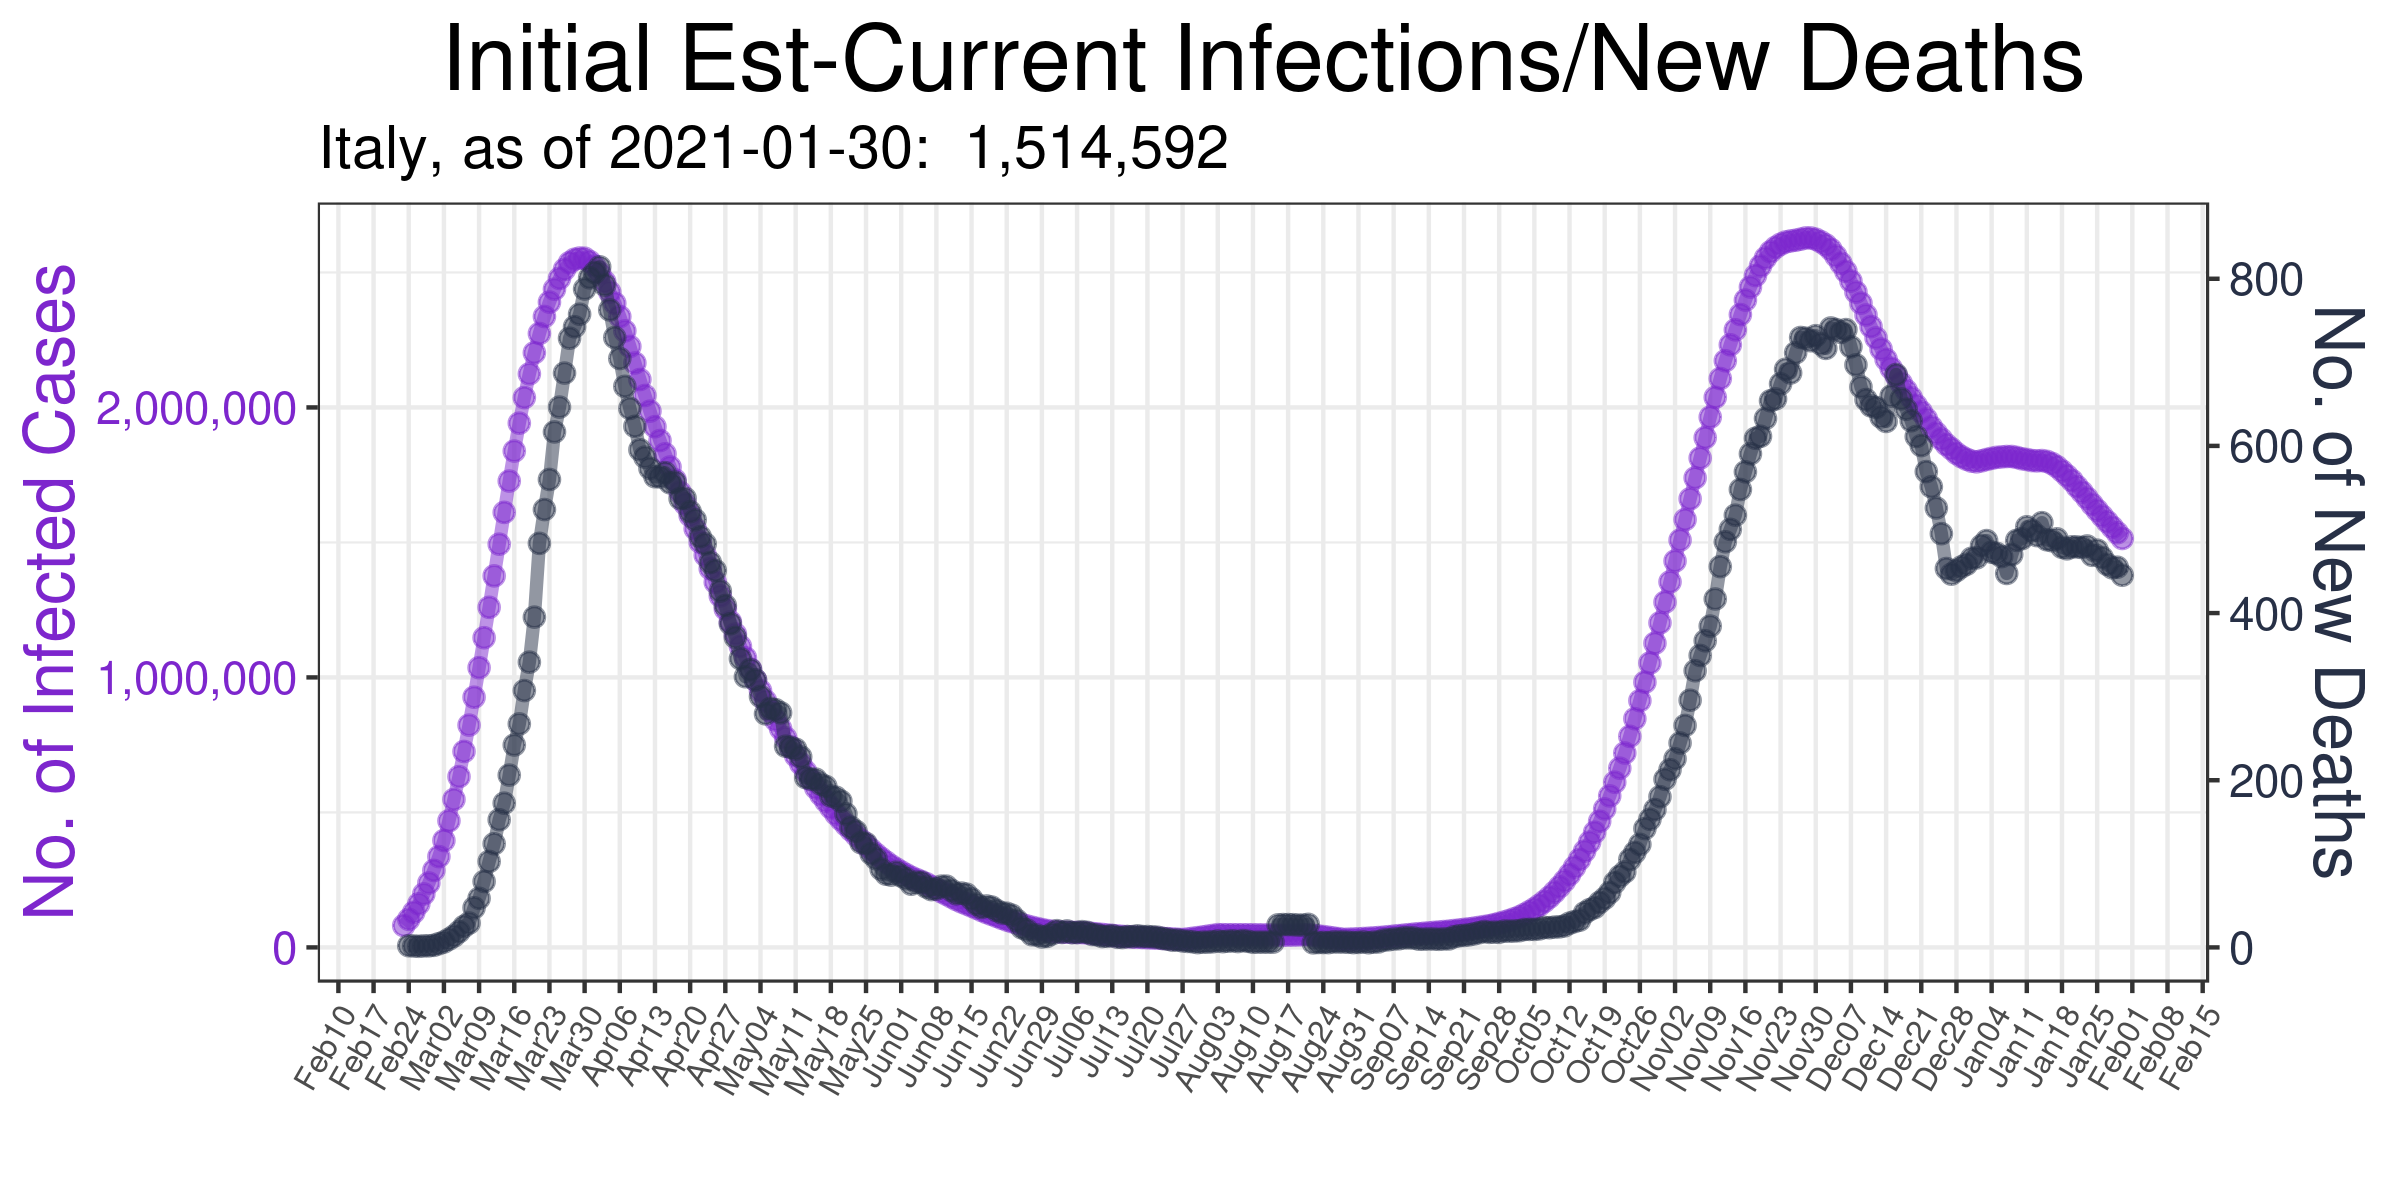 Initial Est-Current Infections/New Deaths
Italy, as of 2021-01-30:  1,514,592
No. of Infected Cases
2,000,000
1,000,000
0
800
600
400
200
0
No. of New Deaths
Feb10
Feb17
Feb24
Mar02
Mar09
Mar16
Mar23
Mar30
Apr06
Apr13
Apr20
Apr27
May04
May11
May18
May25
Jun01
Jun08
Jun15
Jun22
Jun29
Jul06
Jul13
Jul20
Jul27
Aug03
Aug10
Aug17
Aug24
Aug31
Sep07
Sep14
Sep21
Sep28
Oct05
Oct12
Oct19
Oct26
Nov02
Nov09
Nov16
Nov23
Nov30
Dec07
Dec14
Dec21
Dec28
Jan04
Jan11
Jan18
Jan25
Feb01
Feb08
Feb15